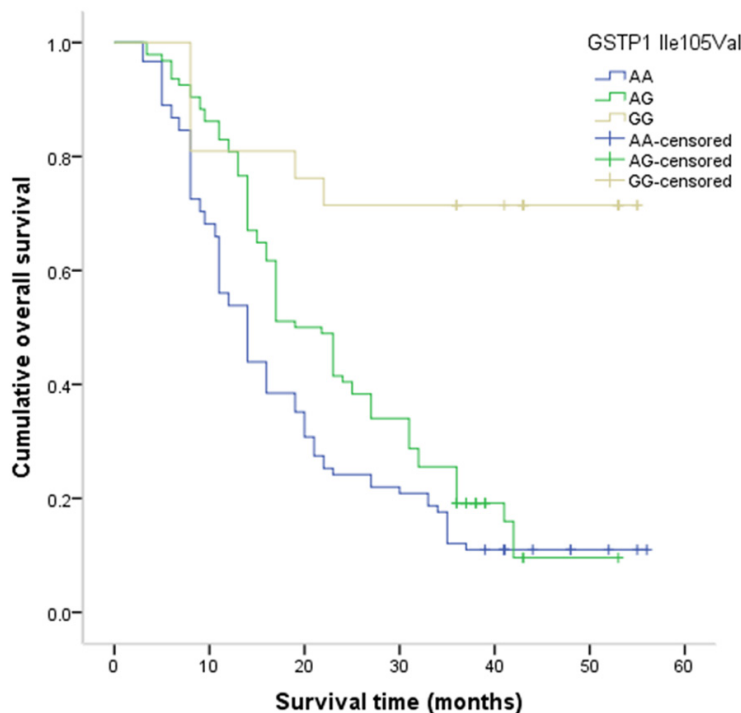 GSTP1 Ile105Val
AA
AG
GG
AA-censored
AG-censored
GG-censored
Cumulative overall survival
1.0
0.8
0.6
0.4
0.2
0.0
0 10 20 30 40 50 60
Survival time (months)